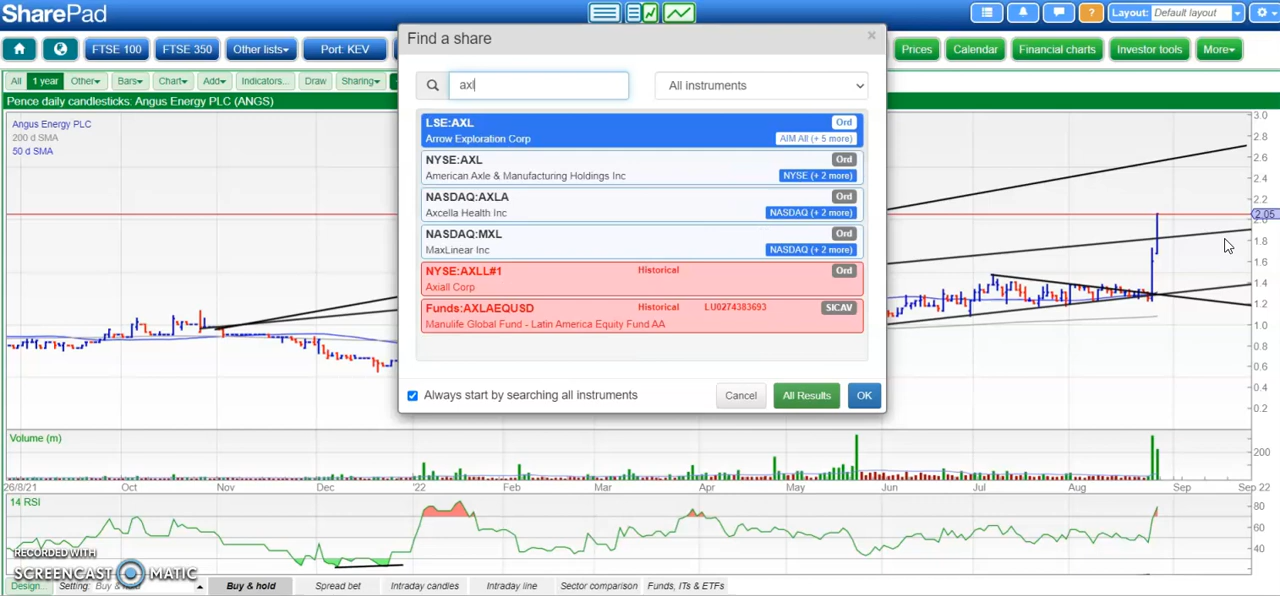 SharePad
Layout: Default layout
FTSE 100 FTSE 350 Other lists Port: KEV
Prices Calendar Financial charts Investor tools More
All 1 year Other Bars Chart Add Indicators... Draw Sharing
Pence daily candlesticks: Angus Energy PLC (ANGS)
Angus Energy PLC
200 d SMA
50 d SMA
Find a share
axl
All instruments
LSE:AXL Ord
Arrow Exploration Corp AIM All (+ 5 more)
NYSE:AXL Ord
American Axle & Manufacturing Holdings Inc NYSE (+ 2 more)
NASDAQ:AXLA Ord
Axcella Health Inc NASDAQ (+ 2 more)
NASDAQ:MXL Ord
MaxLinear Inc NASDAQ (+ 2 more)
NYSE:AXLL#1 Historical Ord
Axiall Corp
Funds:AXLAEQUSD Historical LU0274383693 SICAV
Manulife Global Fund - Latin America Equity Fund AA
Always start by searching all instruments
Cancel All Results OK
3.0
2.8
2.6
2.4
2.2
2.05
1.8
1.6
1.4
1.2
1.0
0.8
0.6
0.4
0.2
Volume (m)
200
26/8/21 Oct Nov Dec '22 Feb Mar Apr May Jun Jul Aug Sep Sep 22
14 RSI
80
60
40
RECORDED WITH
SCREENCAST MATIC
Design... Setting: Buy & hold Buy & hold Spread bet Intraday candles Intraday line Sector comparison Funds, ITs & ETFs